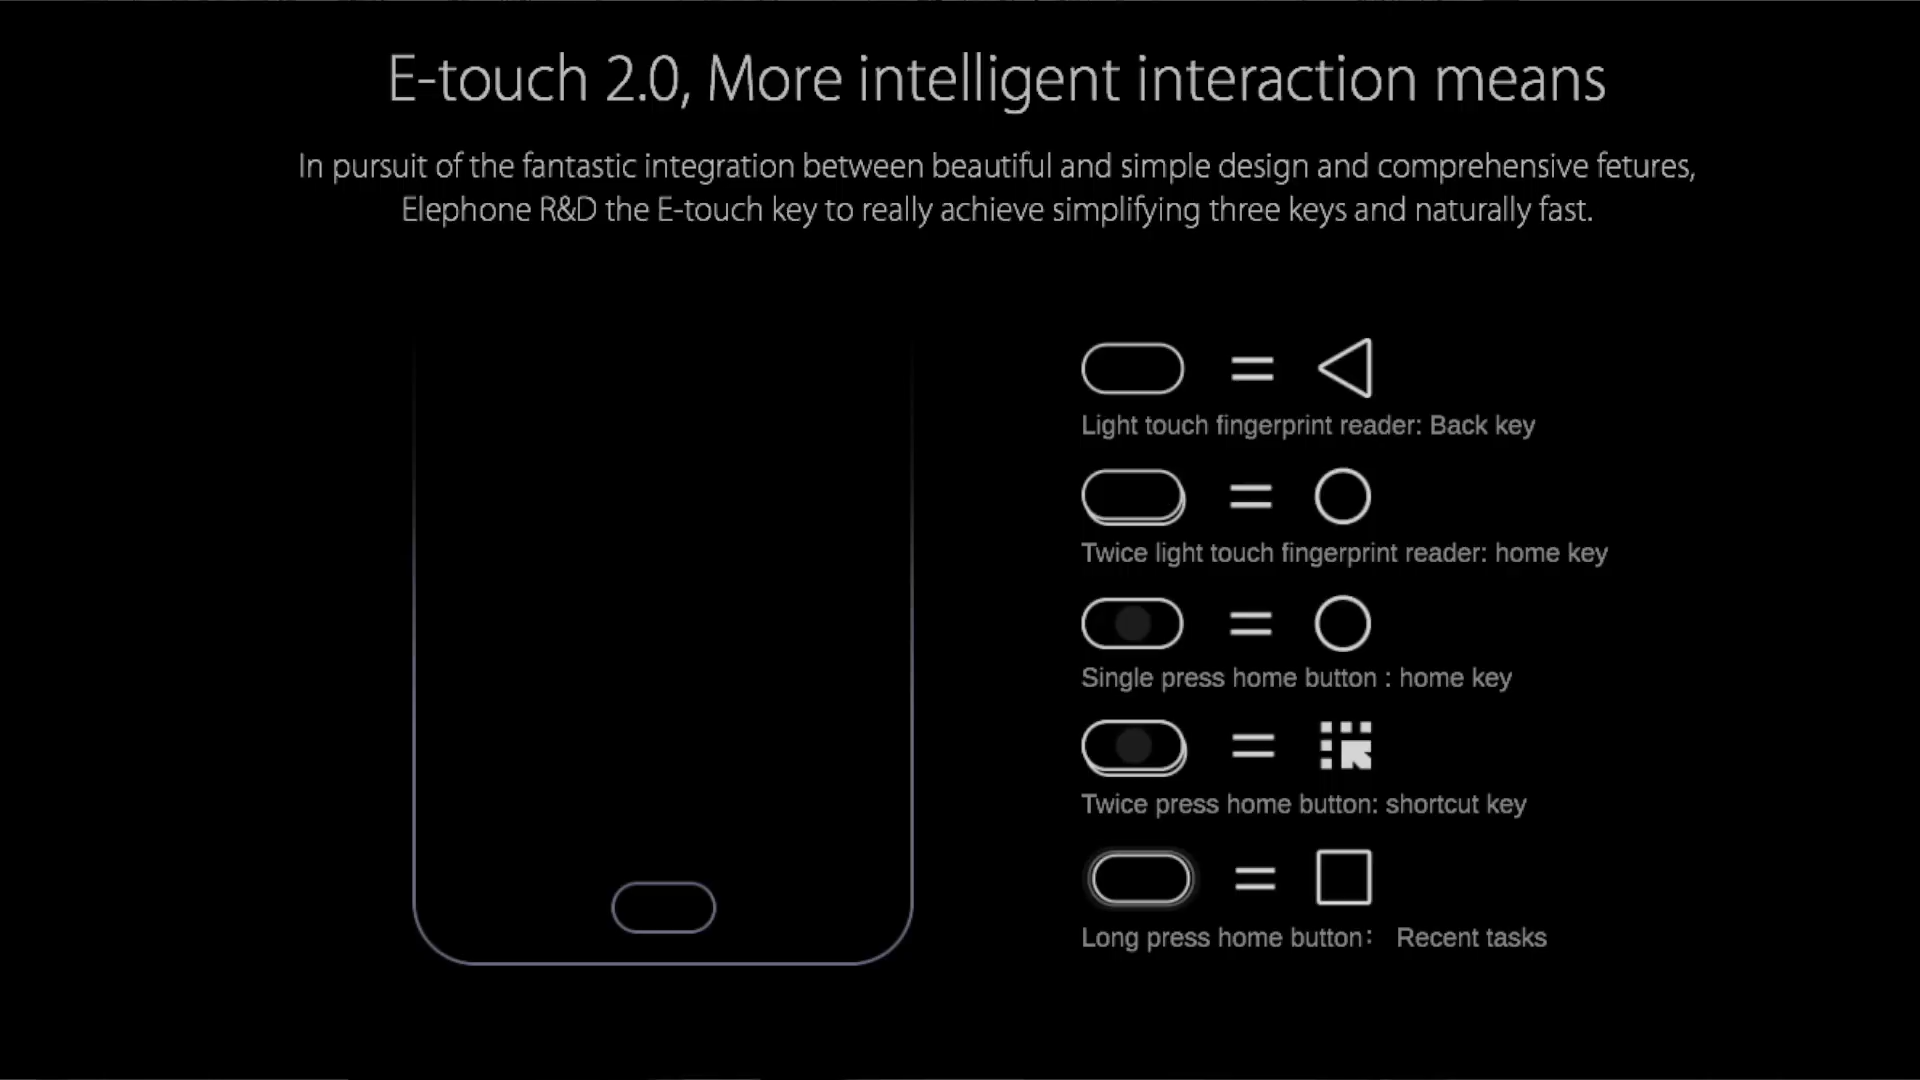 E-touch 2.0, More intelligent interaction means
In pursuit of the fantastic integration between beautiful and simple design and comprehensive fetures,
Elephone R&D the E-touch key to really achieve simplifying three keys and naturally fast.
Light touch fingerprint reader: Back key
Twice light touch fingerprint reader: home key
Single press home button : home key
Twice press home button: shortcut key
Long press home button： Recent tasks